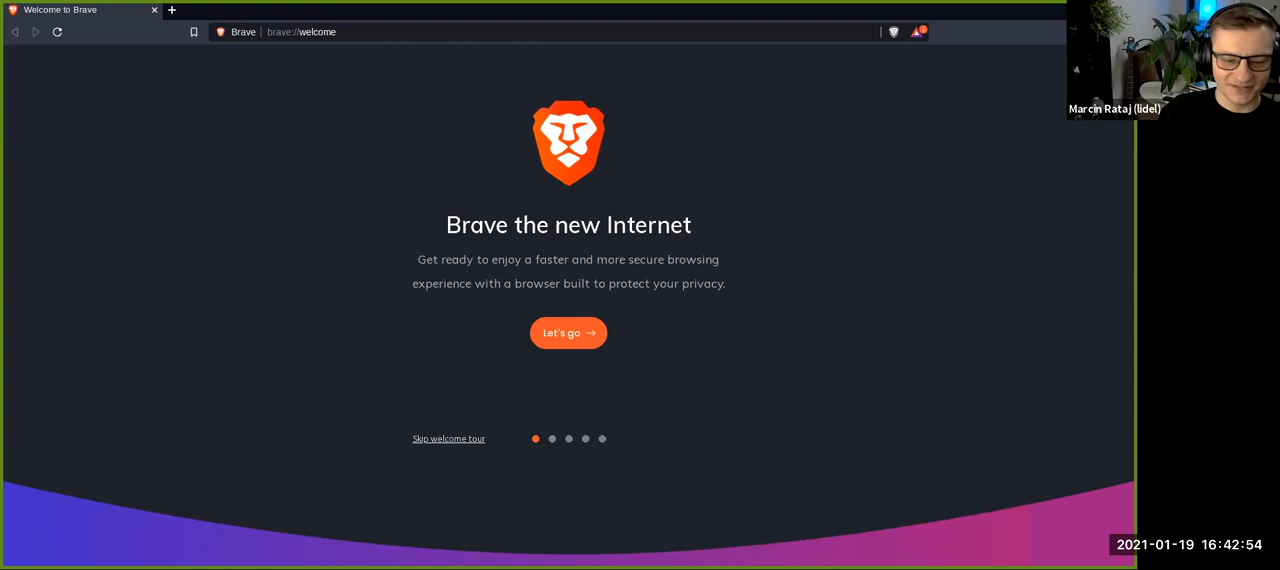 Welcome to Brave
Brave | brave://welcome
1
Marcin Rataj (lidel)
Brave the new Internet
Get ready to enjoy a faster and more secure browsing
experience with a browser built to protect your privacy.
Let's go →
Skip welcome tour
2021-01-19 16:42:54